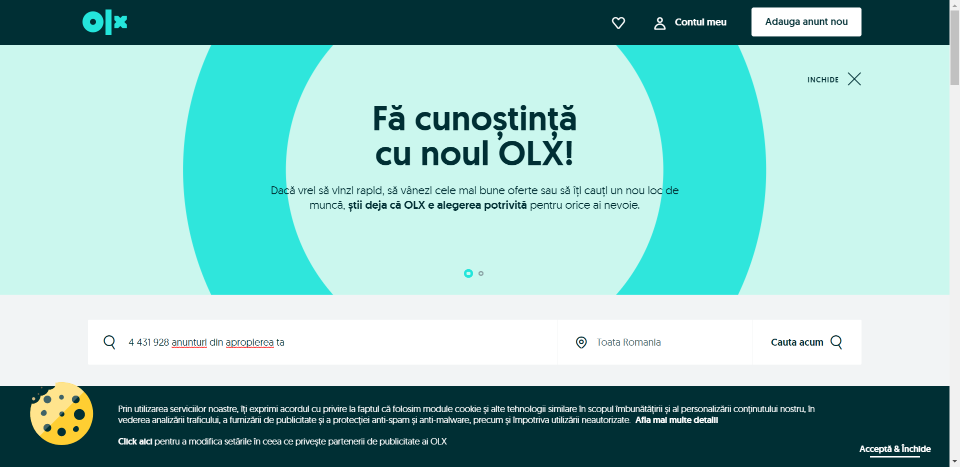 olx
Contul meu
Adauga anunt nou
INCHIDE
Fă cunoștință
cu noul OLX!
Dacă vrei să vinzi rapid, să vânezi cele mai bune oferte sau să îți cauți un nou loc de
muncă, știi deja că OLX e alegerea potrivită pentru orice ai nevoie.
4 431 928 anunturi din apropierea ta
Toata Romania
Cauta acum
Prin utilizarea serviciilor noastre, îți exprimi acordul cu privire la faptul că folosim module cookie și alte tehnologii similare în scopul îmbunătățirii și al personalizării conținutului nostru, în
vederea analizării traficului, a furnizării de publicitate și a protecției anti-spam și anti-malware, precum și împotriva utilizării neautorizate. Afla mai multe detalii
Click aici pentru a modifica setările în ceea ce privește partenerii de publicitate ai OLX
Acceptă & Închide